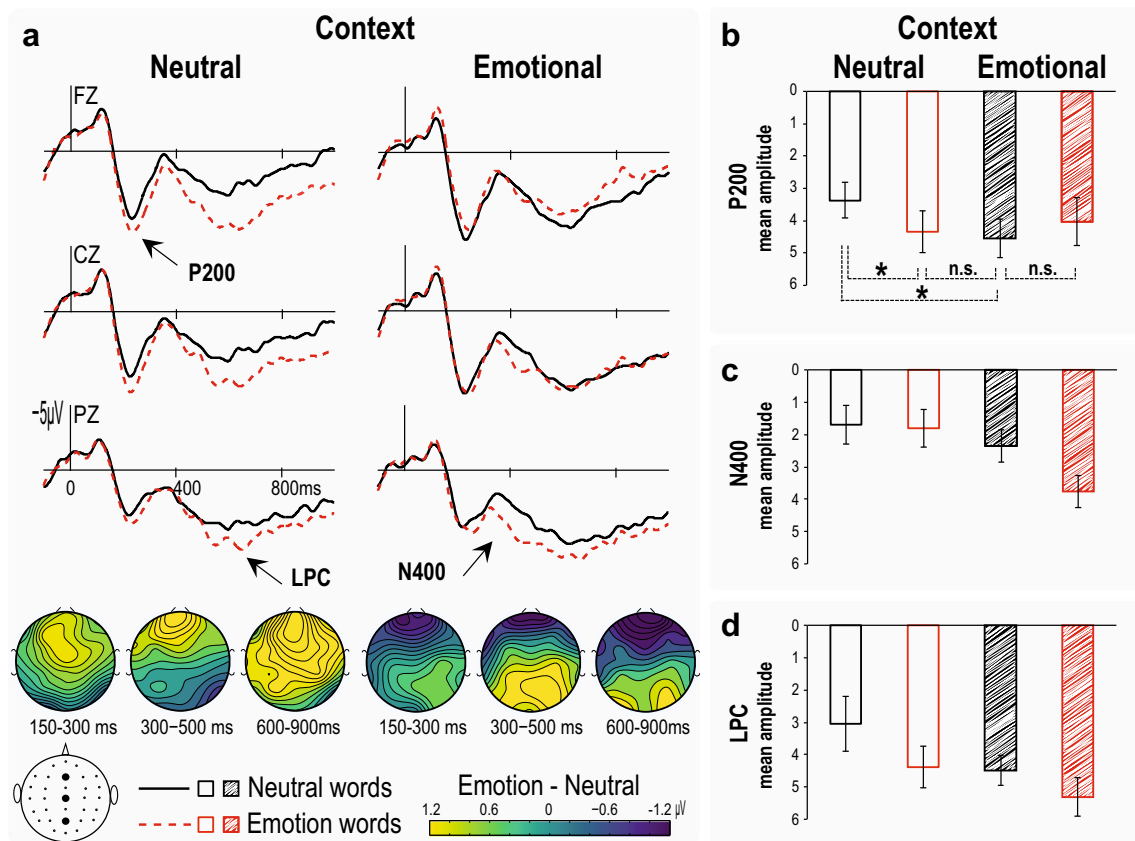 a
Context
Neutral Emotional
FZ
P200
CZ
−5µV PZ
0 400 800ms
LPC
N400
150-300 ms 300−500 ms 600-900ms 150-300 ms 300−500 ms 600-900ms
Neutral words
Emotion words
Emotion - Neutral
1.2 0.6 0 −0.6 -1.2 µV
b
Context
Neutral Emotional
P200
mean amplitude
0
1
2
3
4
5
6
* n.s. n.s.
*
c
N400
mean amplitude
0
1
2
3
4
5
6
d
LPC
mean amplitude
0
1
2
3
4
5
6